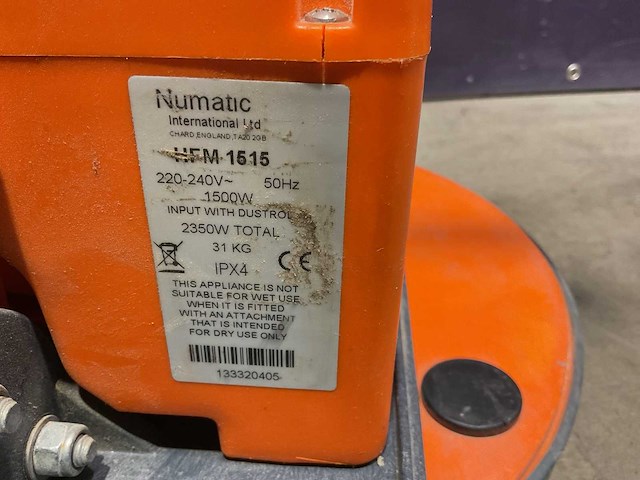 Numatic
International Ltd
CHARD,ENGLAND,TA20 2GB
HFM 1515
220-240V~ 50Hz
1500W
INPUT WITH DUSTROL
2350W TOTAL
31 KG
IPX4 CE
THIS APPLIANCE IS NOT
SUITABLE FOR WET USE
WHEN IT IS FITTED
WITH AN ATTACHMENT
THAT IS INTENDED
FOR DRY USE ONLY
133320405